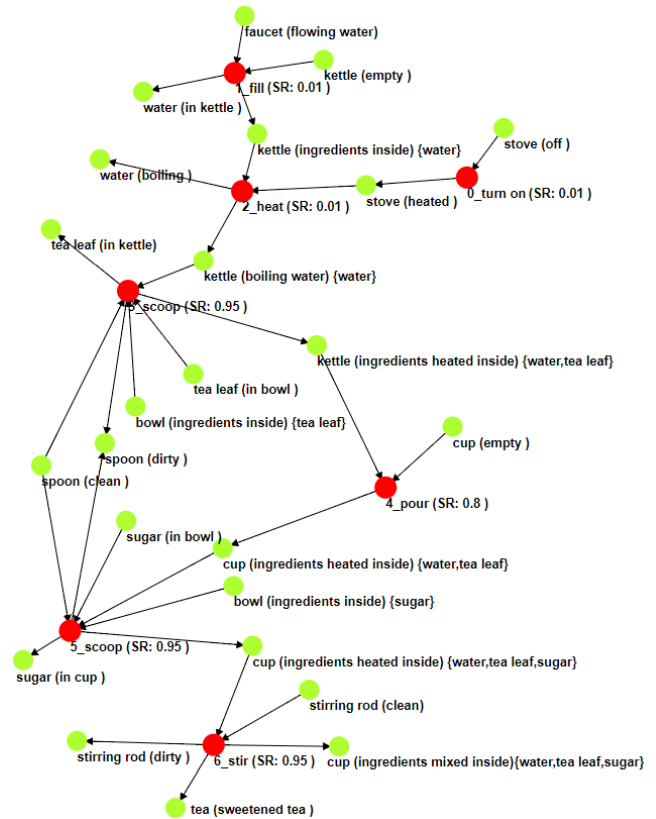 faucet (flowing water)
kettle (empty )
1_fill (SR: 0.01 )
water (in kettle )
stove (off )
kettle (ingredients inside) {water}
water (boiling )
0_turn on (SR: 0.01 )
stove (heated )
2_heat (SR: 0.01 )
tea leaf (in kettle)
kettle (boiling water) {water}
3_scoop (SR: 0.95 )
kettle (ingredients heated inside) {water,tea leaf}
tea leaf (in bowl )
bowl (ingredients inside) {tea leaf}
cup (empty )
spoon (dirty )
spoon (clean )
4_pour (SR: 0.8 )
sugar (in bowl )
cup (ingredients heated inside) {water,tea leaf}
bowl (ingredients inside) {sugar}
5_scoop (SR: 0.95 )
cup (ingredients heated inside) {water,tea leaf,sugar}
sugar (in cup )
stirring rod (clean)
stirring rod (dirty )
6_stir (SR: 0.95 )
cup (ingredients mixed inside){water,tea leaf,sugar}
tea (sweetened tea )